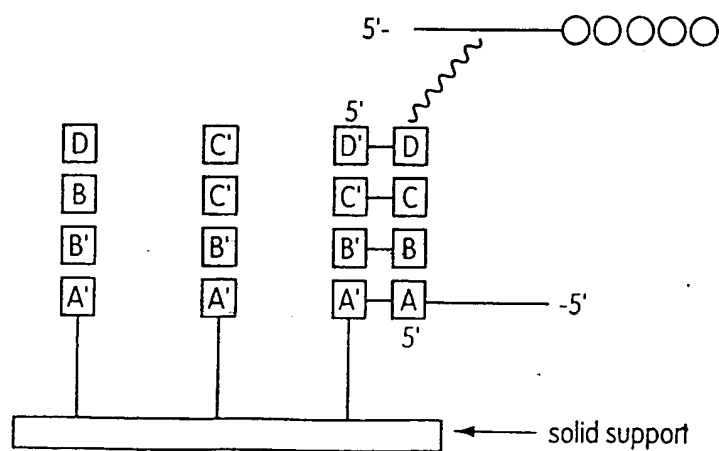 5'-
5'
D C' D' D
B C' C' C
B' B' B' B
A' A' A' A -5'
5'
solid support